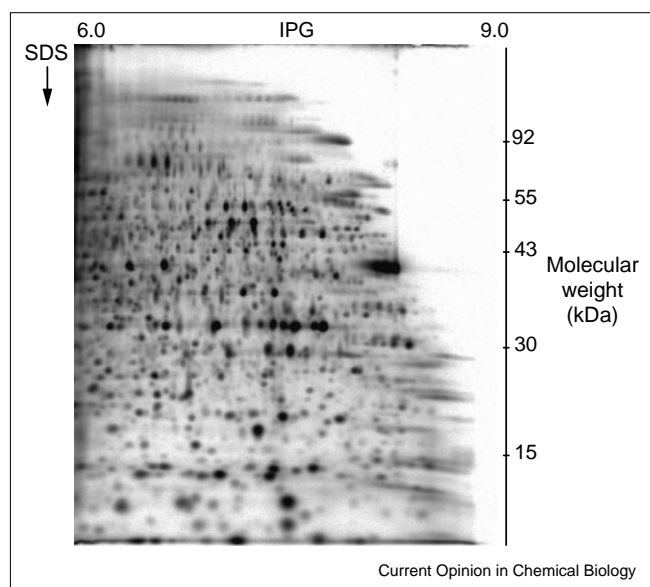 6.0 IPG 9.0
SDS
92
55
43
Molecular
weight
(kDa)
30
15
Current Opinion in Chemical Biology